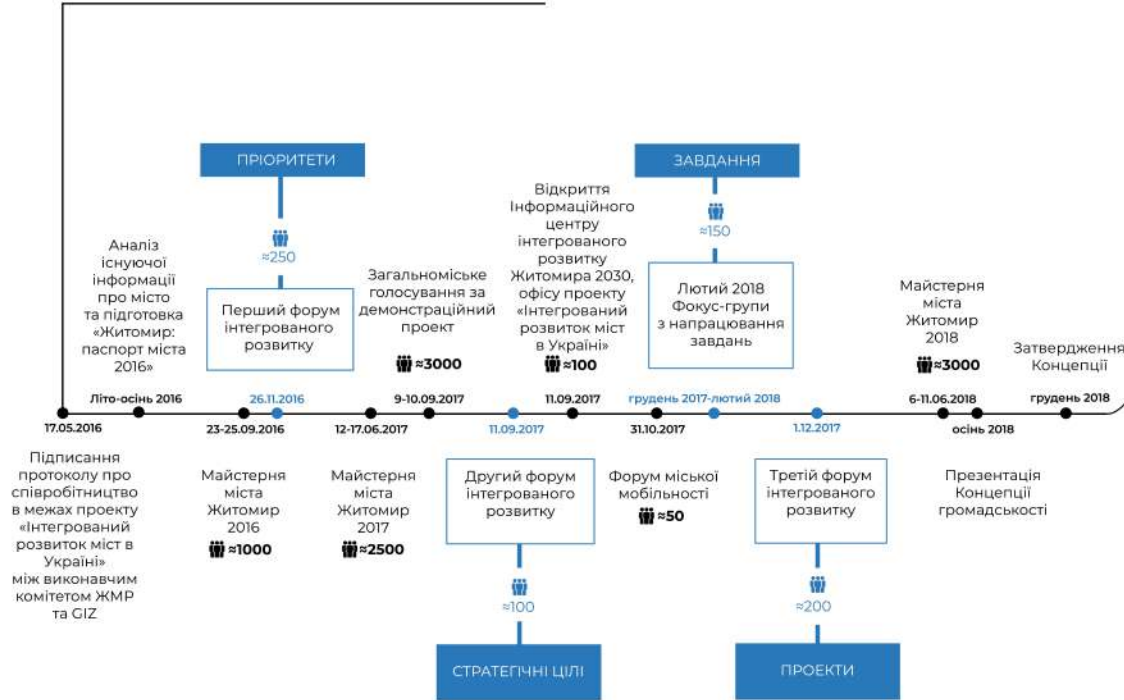 ПРІОРИТЕТИ
≈250
Перший форум
інтегрованого
розвитку
ЗАВДАННЯ
≈150
Лютий 2018
Фокус-групи
з напрацювання
завдань
Аналіз
існуючої
інформації
про місто
та підготовка
«Житомир:
паспорт міста
2016»
Загальноміське
голосування за
демонстраційний
проект
≈3000
Відкриття
Інформаційного
центру
інтегрованого
розвитку
Житомира 2030,
офісу проекту
«Інтегрований
розвиток міст
в Україні»
≈100
Майстерня
міста
Житомир
2018
≈3000
Затвердження
Концепції
Літо-осінь 2016
26.11.2016
9-10.09.2017
11.09.2017
грудень 2017-лютий 2018
6-11.06.2018
грудень 2018
17.05.2016
23-25.09.2016
12-17.06.2017
11.09.2017
31.10.2017
1.12.2017
осінь 2018
Підписання
протоколу про
співробітництво
в межах проекту
«Інтегрований
розвиток міст в
Україні»
між виконавчим
комітетом ЖМР
та GIZ
Майстерня
міста
Житомир
2016
≈1000
Майстерня
міста
Житомир
2017
≈2500
Другий форум
інтегрованого
розвитку
≈100
СТРАТЕГІЧНІ ЦІЛІ
Форум міської
мобільності
≈50
Третій форум
інтегрованого
розвитку
≈200
ПРОЕКТИ
Презентація
Концепції
громадськості